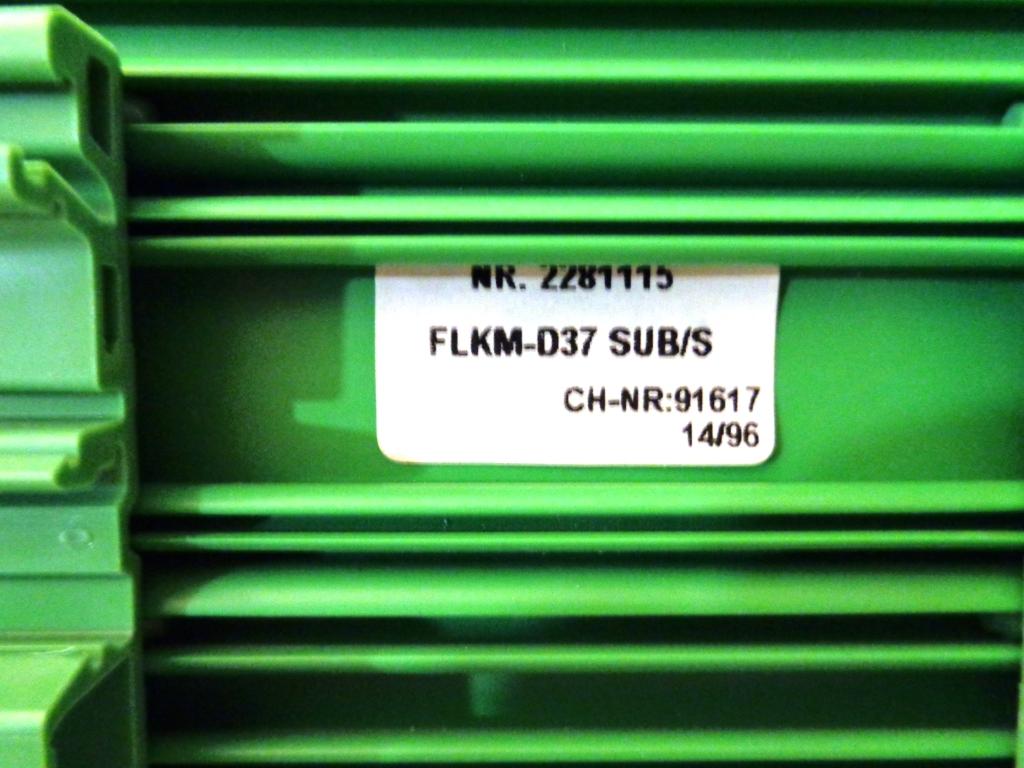 NR. 2281115
FLKM-D37 SUB/S
CH-NR:91617
14/96